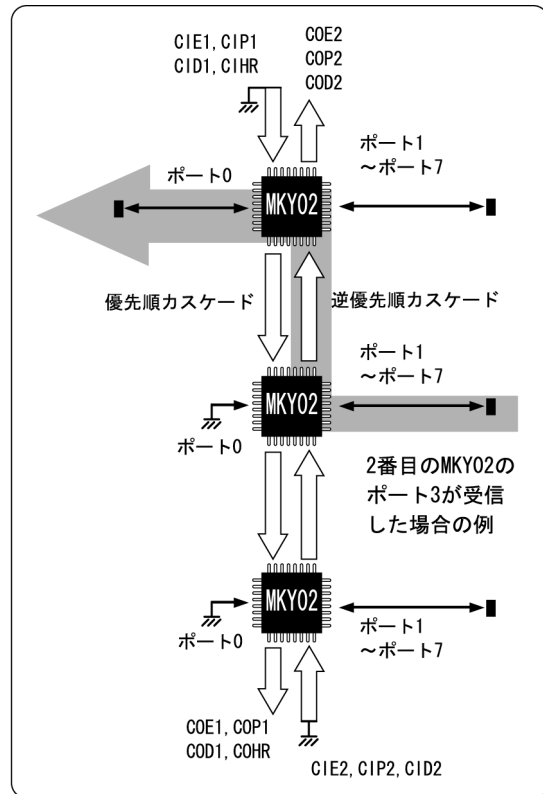 CIE1, CIP1
CID1, CIHR
COE2
COP2
COD2
ポート0
MKY02
ポート1
～ポート7
優先順カスケード
逆優先順カスケード
ポート1
～ポート7
MKY02
ポート0
2番目のMKY02の
ポート3が受信
した場合の例
MKY02
ポート0
ポート1
～ポート7
COE1, COP1
COD1, COHR
CIE2, CIP2, CID2